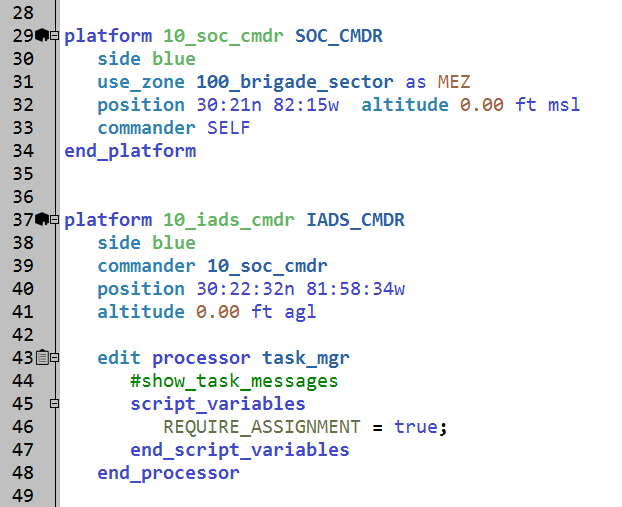 28
29 platform 10_soc_cmdr SOC_CMDR
30    side blue
31    use_zone 100_brigade_sector as MEZ
32    position 30:21n 82:15w  altitude 0.00 ft msl
33    commander SELF
34 end_platform
35
36
37 platform 10_iads_cmdr IADS_CMDR
38    side blue
39    commander 10_soc_cmdr
40    position 30:22:32n 81:58:34w
41    altitude 0.00 ft agl
42
43    edit processor task_mgr
44       #show_task_messages
45       script_variables
46          REQUIRE_ASSIGNMENT = true;
47       end_script_variables
48    end_processor
49